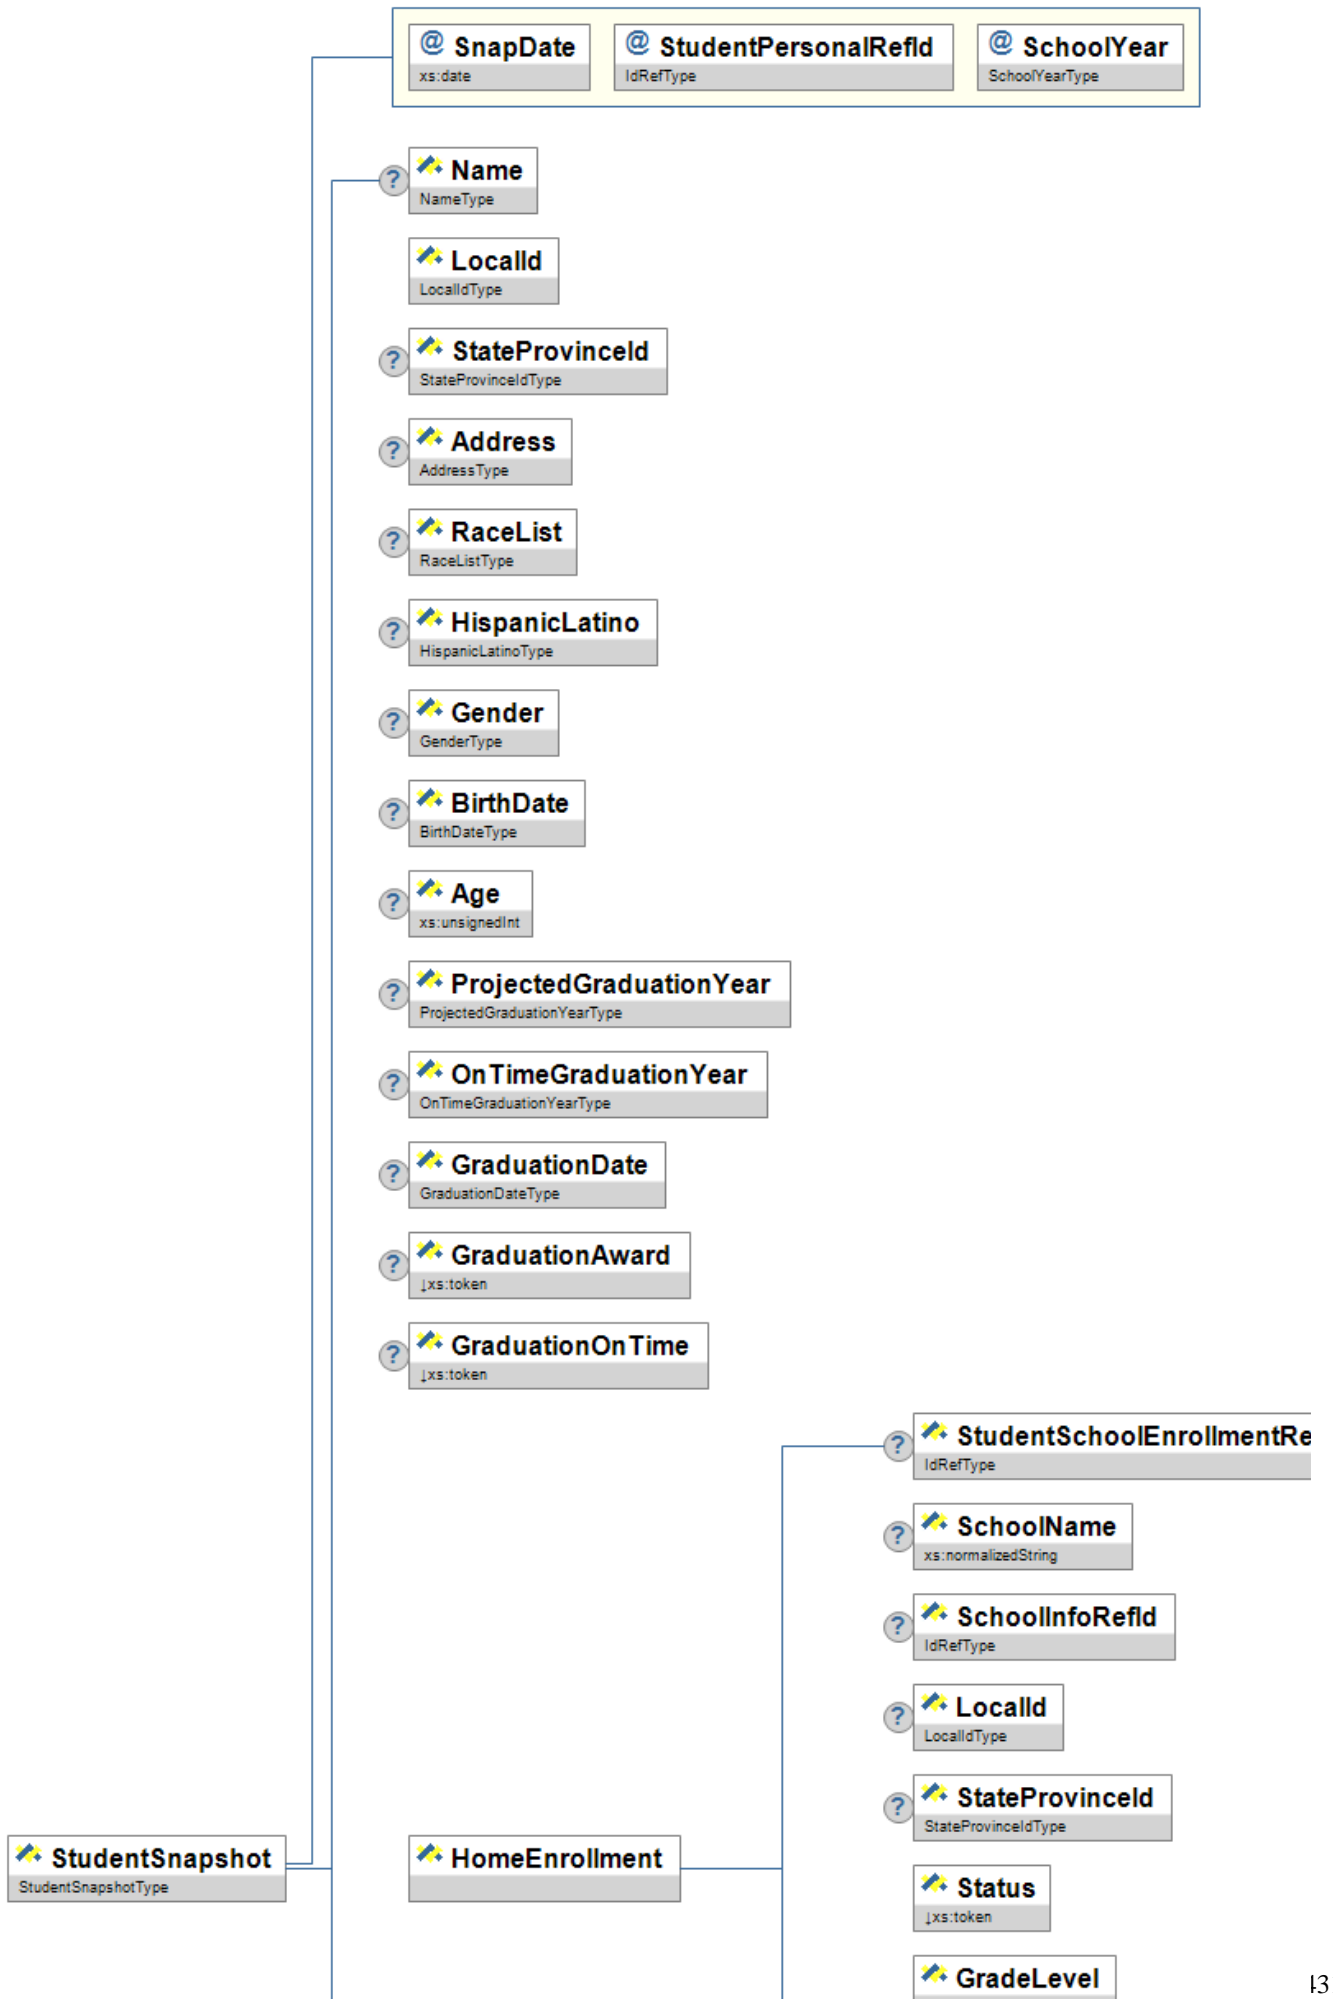 @ SnapDate
xs:date
@ StudentPersonalRefId
IdRefType
@ SchoolYear
SchoolYearType
? Name
NameType
LocalId
LocalIdType
? StateProvinceId
StateProvinceIdType
? Address
AddressType
? RaceList
RaceListType
? HispanicLatino
HispanicLatinoType
? Gender
GenderType
? BirthDate
BirthDateType
? Age
xs:unsignedInt
? ProjectedGraduationYear
ProjectedGraduationYearType
? OnTimeGraduationYear
OnTimeGraduationYearType
? GraduationDate
GraduationDateType
? GraduationAward
↓xs:token
? GraduationOnTime
↓xs:token
? StudentSchoolEnrollmentRe
IdRefType
? SchoolName
xs:normalizedString
? SchoolInfoRefId
IdRefType
? LocalId
LocalIdType
? StateProvinceId
StateProvinceIdType
StudentSnapshot
StudentSnapshotType
HomeEnrollment
Status
↓xs:token
GradeLevel